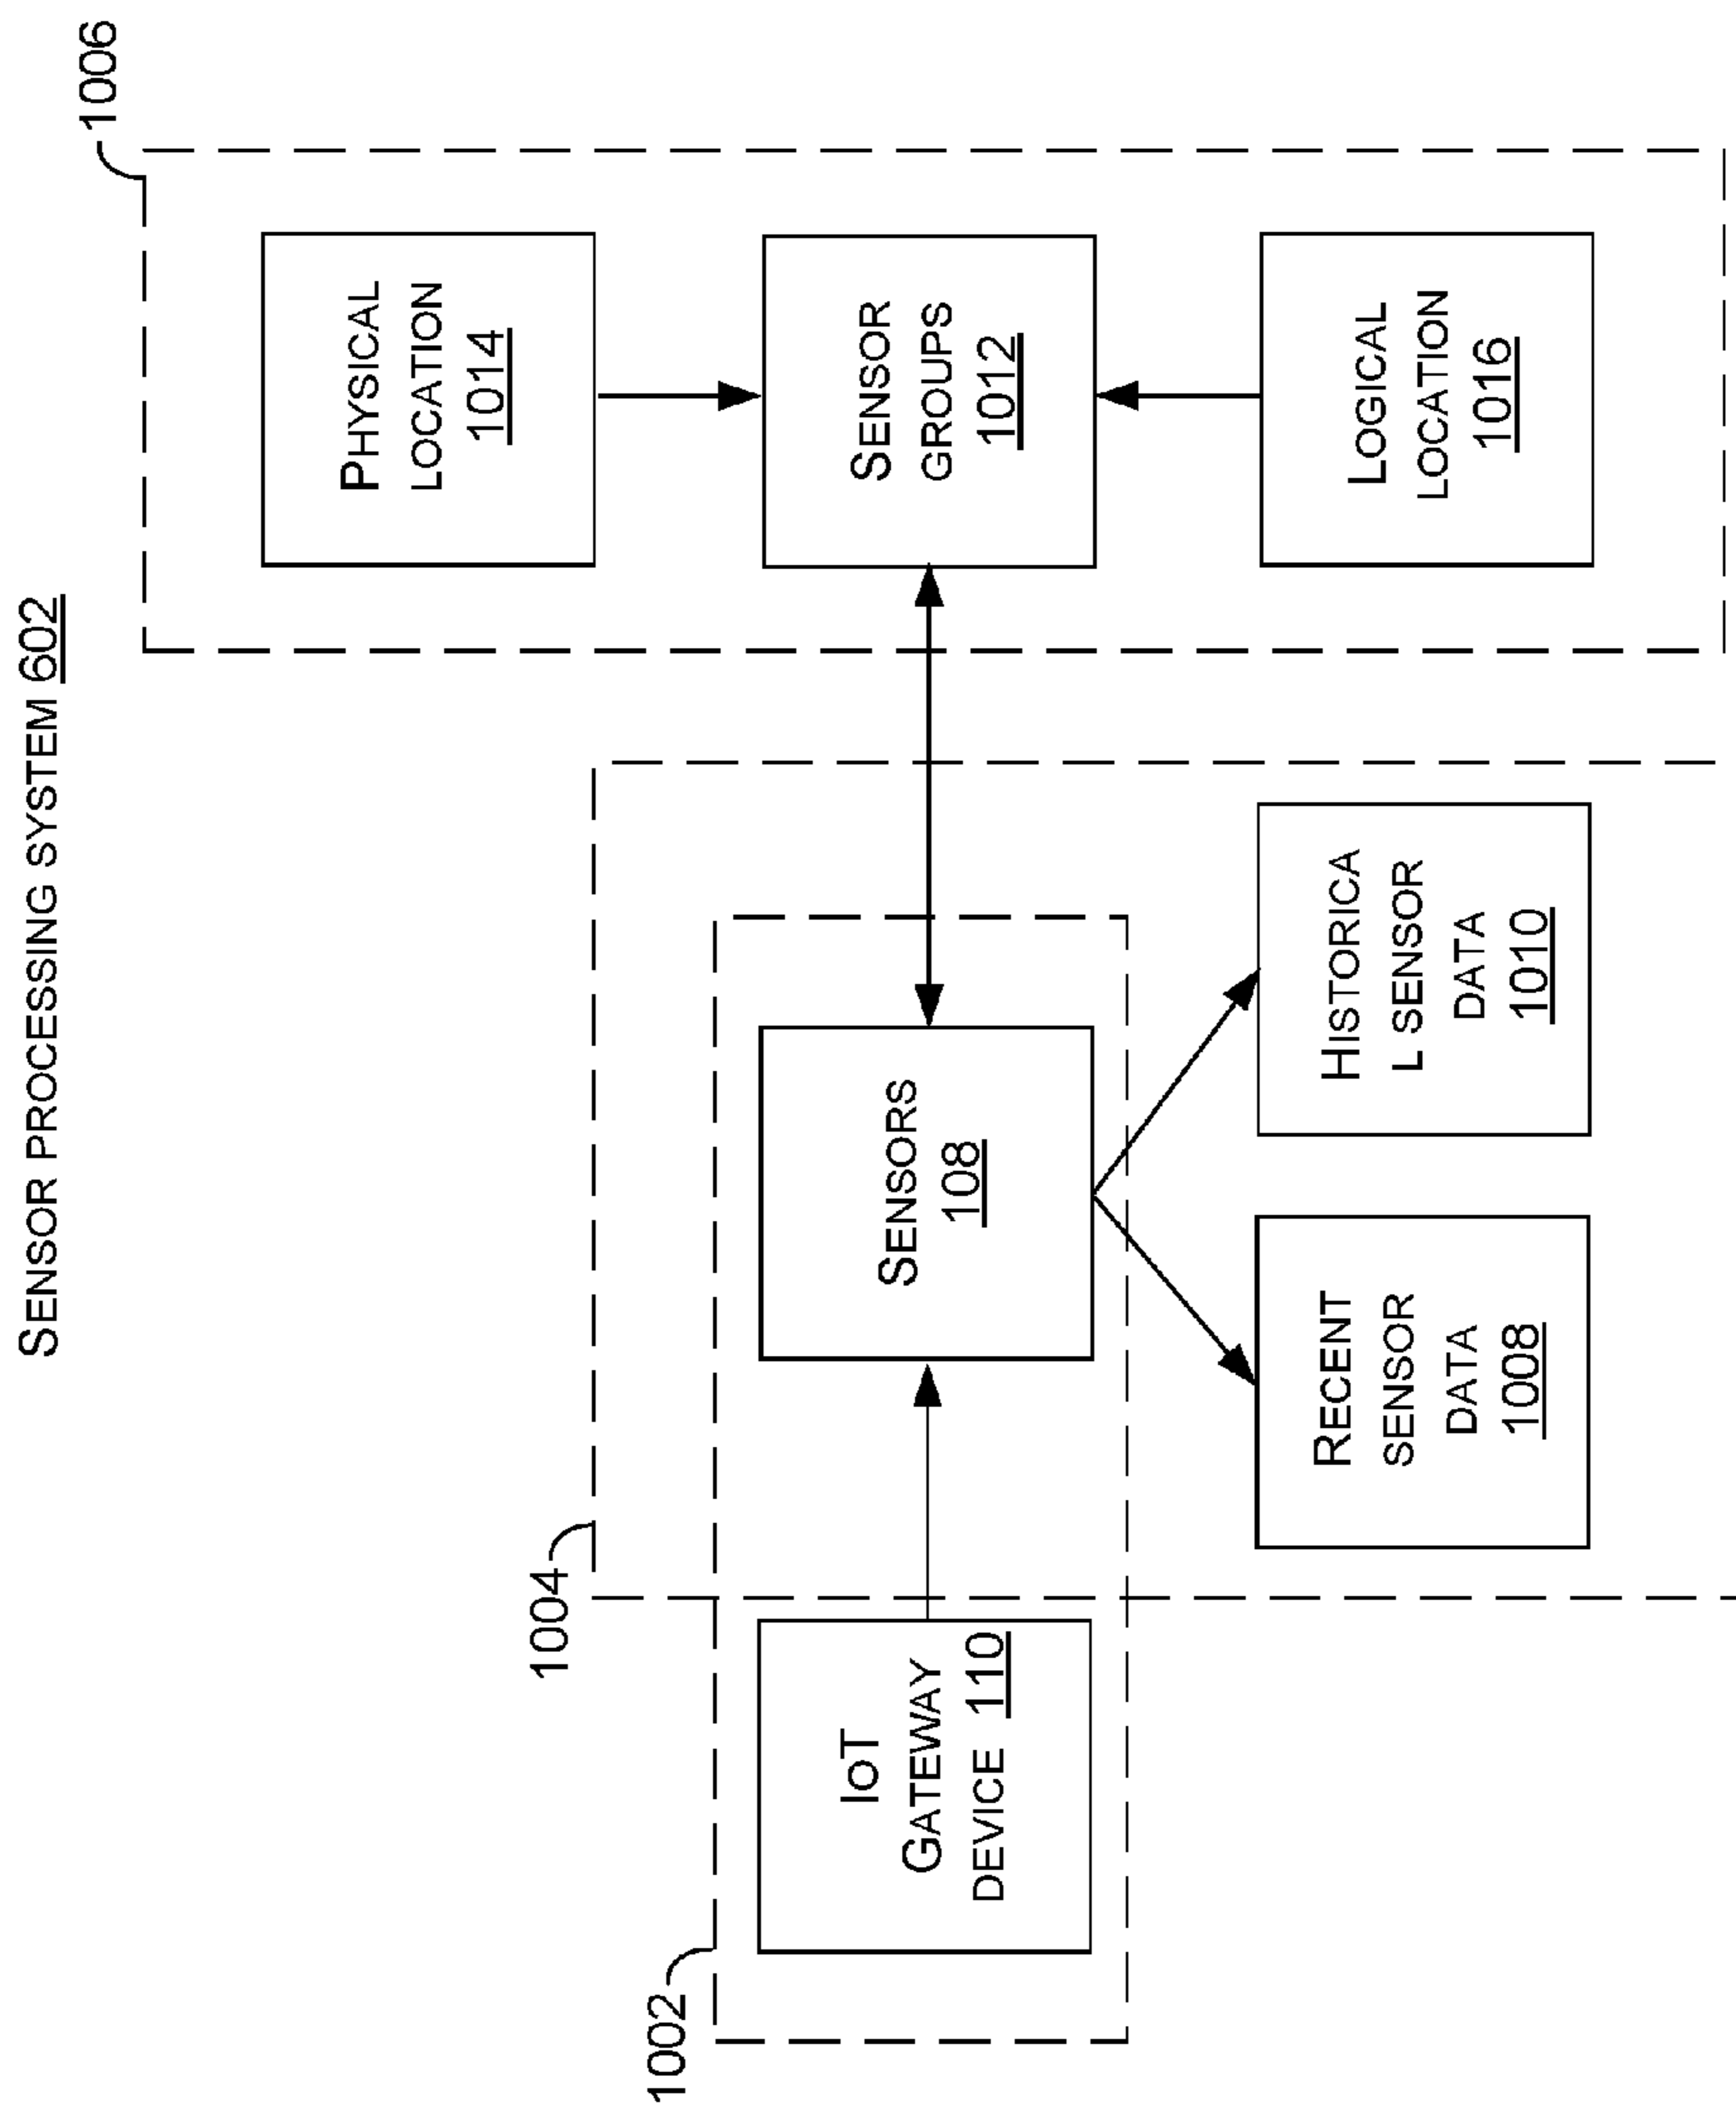 SENSOR PROCESSING SYSTEM 602
1006
PHYSICAL
LOCATION
1014
SENSOR
GROUPS
1012
LOGICAL
LOCATION
1016
1004
SENSORS
108
HISTORICA
L SENSOR
DATA
1010
RECENT
SENSOR
DATA
1008
1002
IOT
GATEWAY
DEVICE 110